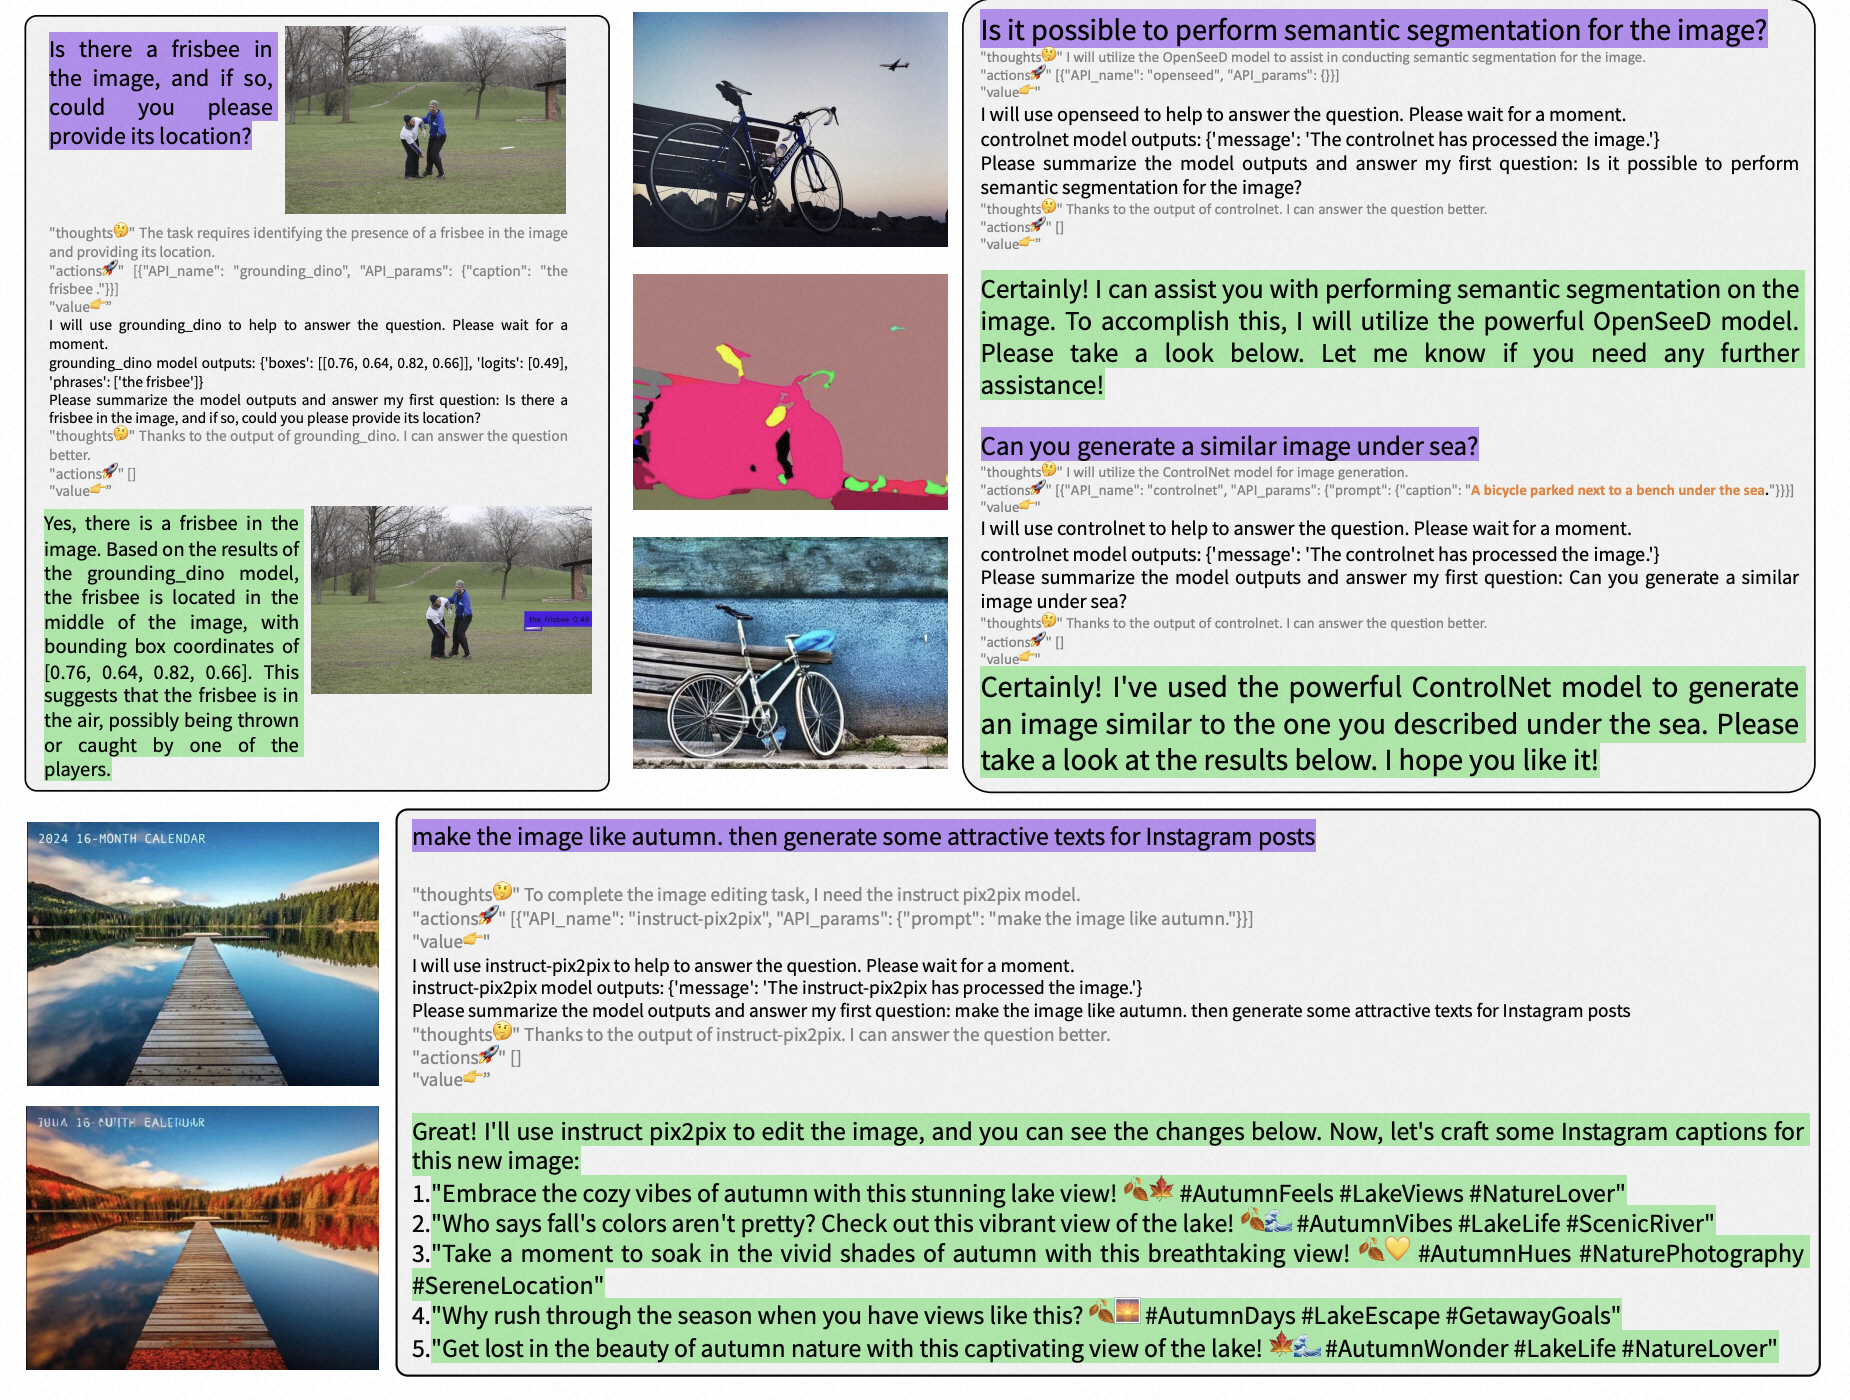 Is there a frisbee in
the image, and if so,
could you please
provide its location?
"thoughts🤔" The task requires identifying the presence of a frisbee in the image
and providing its location.
"actions🚀" [{"API_name": "grounding_dino", "API_params": {"caption": "the
frisbee ."}}]
"value👉"
I will use grounding_dino to help to answer the question. Please wait for a
moment.
grounding_dino model outputs: {'boxes': [[0.76, 0.64, 0.82, 0.66]], 'logits': [0.49],
'phrases': ['the frisbee']}
Please summarize the model outputs and answer my first question: Is there a
frisbee in the image, and if so, could you please provide its location?
"thoughts🤔" Thanks to the output of grounding_dino. I can answer the question
better.
"actions🚀" []
"value👉"
Yes, there is a frisbee in the
image. Based on the results of
the grounding_dino model,
the frisbee is located in the
middle of the image, with
bounding box coordinates of
[0.76, 0.64, 0.82, 0.66]. This
suggests that the frisbee is in
the air, possibly being thrown
or caught by one of the
players.
the frisbee 0.49
Is it possible to perform semantic segmentation for the image?
"thoughts🤔" I will utilize the OpenSeeD model to assist in conducting semantic segmentation for the image.
"actions🚀" [{"API_name": "openseed", "API_params": {}}]
"value👉"
I will use openseed to help to answer the question. Please wait for a moment.
controlnet model outputs: {'message': 'The controlnet has processed the image.'}
Please summarize the model outputs and answer my first question: Is it possible to perform
semantic segmentation for the image?
"thoughts🤔" Thanks to the output of controlnet. I can answer the question better.
"actions🚀" []
"value👉"
Certainly! I can assist you with performing semantic segmentation on the
image. To accomplish this, I will utilize the powerful OpenSeeD model.
Please take a look below. Let me know if you need any further
assistance!
Can you generate a similar image under sea?
"thoughts🤔" I will utilize the ControlNet model for image generation.
"actions🚀" [{"API_name": "controlnet", "API_params": {"prompt": {"caption": "A bicycle parked next to a bench under the sea."}}}]
"value👉"
I will use controlnet to help to answer the question. Please wait for a moment.
controlnet model outputs: {'message': 'The controlnet has processed the image.'}
Please summarize the model outputs and answer my first question: Can you generate a similar
image under sea?
"thoughts🤔" Thanks to the output of controlnet. I can answer the question better.
"actions🚀" []
"value👉"
Certainly! I've used the powerful ControlNet model to generate
an image similar to the one you described under the sea. Please
take a look at the results below. I hope you like it!
2024 16-MONTH CALENDAR
make the image like autumn. then generate some attractive texts for Instagram posts
"thoughts🤔" To complete the image editing task, I need the instruct pix2pix model.
"actions🚀" [{"API_name": "instruct-pix2pix", "API_params": {"prompt": "make the image like autumn."}}]
"value👉"
I will use instruct-pix2pix to help to answer the question. Please wait for a moment.
instruct-pix2pix model outputs: {'message': 'The instruct-pix2pix has processed the image.'}
Please summarize the model outputs and answer my first question: make the image like autumn. then generate some attractive texts for Instagram posts
"thoughts🤔" Thanks to the output of instruct-pix2pix. I can answer the question better.
"actions🚀" []
"value👉"
Great! I'll use instruct pix2pix to edit the image, and you can see the changes below. Now, let's craft some Instagram captions for
this new image:
1."Embrace the cozy vibes of autumn with this stunning lake view! 🍂🍁 #AutumnFeels #LakeViews #NatureLover"
2."Who says fall's colors aren't pretty? Check out this vibrant view of the lake! 🍂🌊 #AutumnVibes #LakeLife #ScenicRiver"
3."Take a moment to soak in the vivid shades of autumn with this breathtaking view! 🍂💛 #AutumnHues #NaturePhotography
#SereneLocation"
4."Why rush through the season when you have views like this? 🍂🌅 #AutumnDays #LakeEscape #GetawayGoals"
5."Get lost in the beauty of autumn nature with this captivating view of the lake! 🍁🌊 #AutumnWonder #LakeLife #NatureLover"